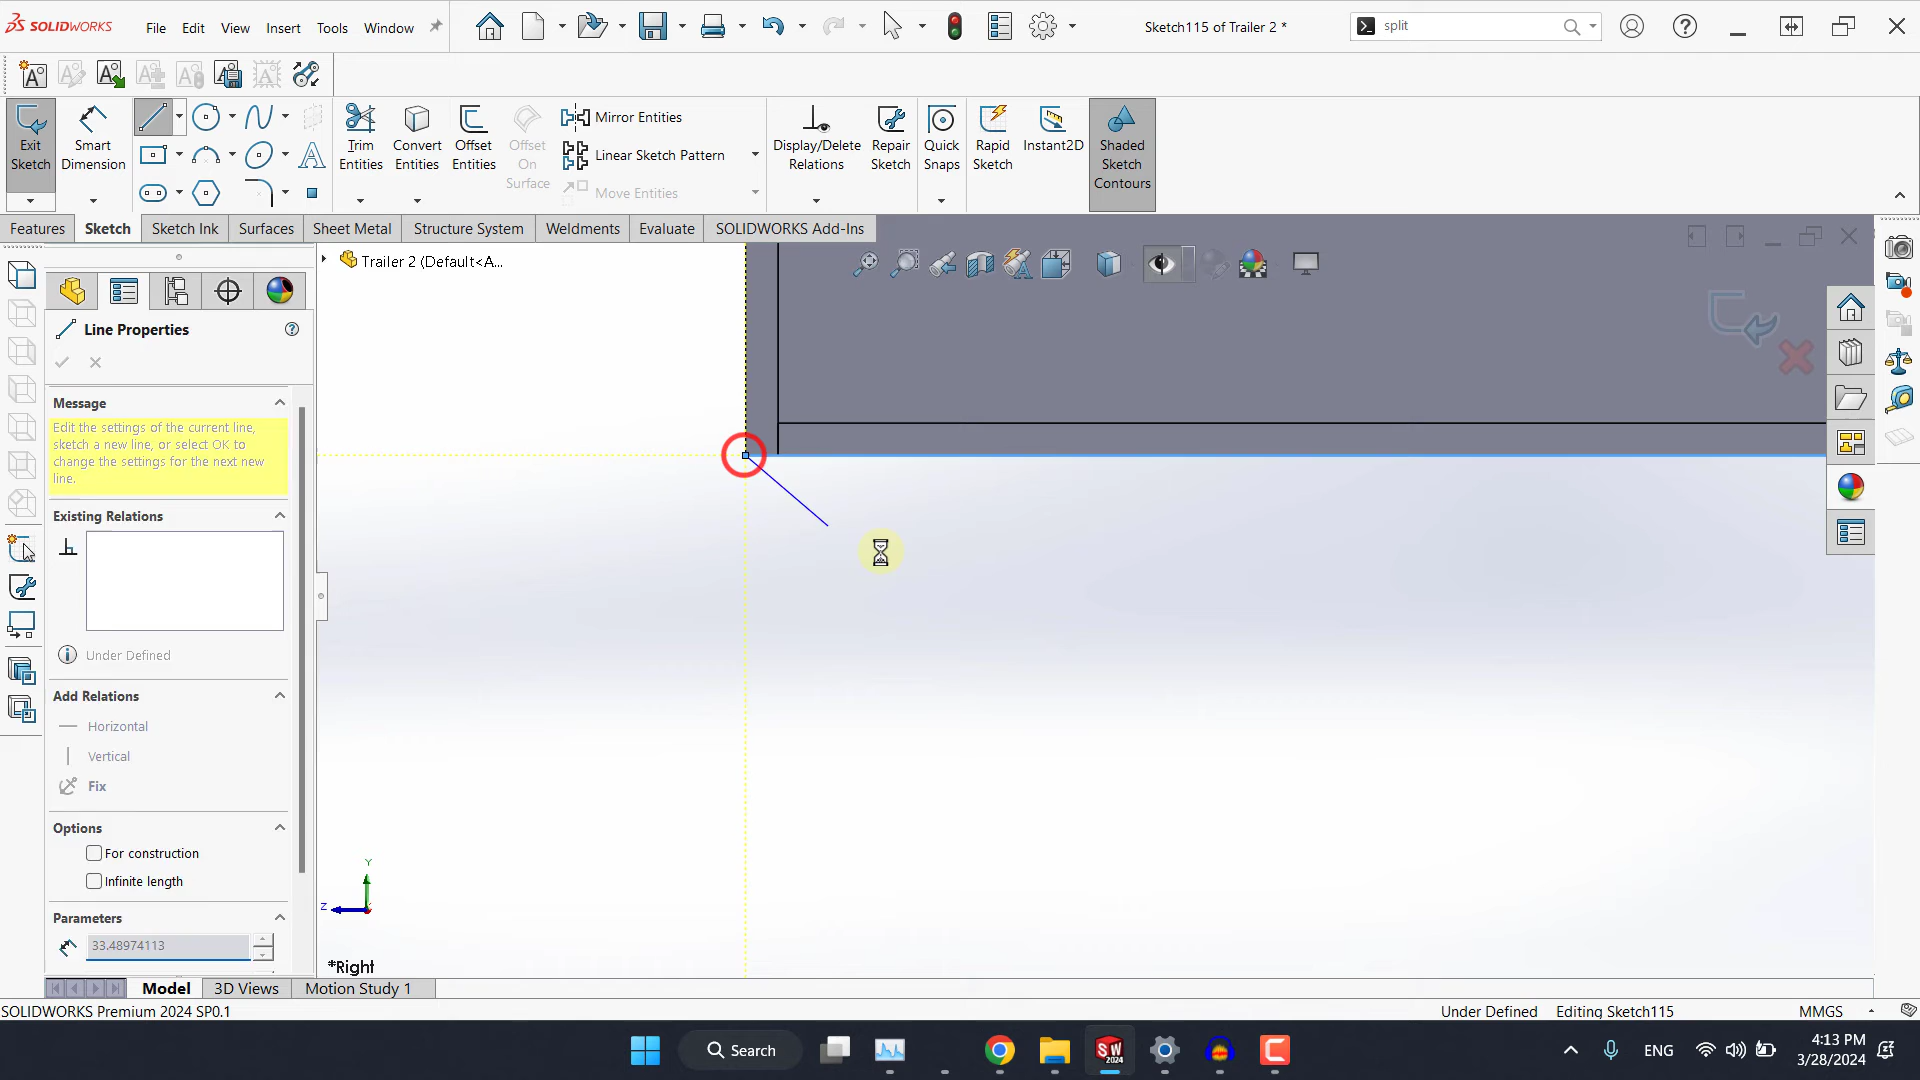 SOLIDWORKS File Edit View Insert Tools Window Sketch115 of Trailer 2 * split
Exit Sketch
Smart Dimension
Trim Entities
Convert Entities
Offset Entities
Offset On Surface
Mirror Entities
Linear Sketch Pattern
Move Entities
Display/Delete Relations
Repair Sketch
Quick Snaps
Rapid Sketch
Instant2D
Shaded Sketch Contours
Features Sketch Sketch Ink Surfaces Sheet Metal Structure System Weldments Evaluate SOLIDWORKS Add-Ins
Trailer 2 (Default<A...
Line Properties
Message
Edit the settings of the current line,
sketch a new line, or select OK to
change the settings for the next new
line.
Existing Relations
Under Defined
Add Relations
Horizontal
Vertical
Fix
Options
For construction
Infinite length
Parameters
33.48974113
Y
Z
*Right
Model 3D Views Motion Study 1
SOLIDWORKS Premium 2024 SP0.1 Under Defined Editing Sketch115 MMGS
Search
SW
2024
ENG
4:13 PM
3/28/2024